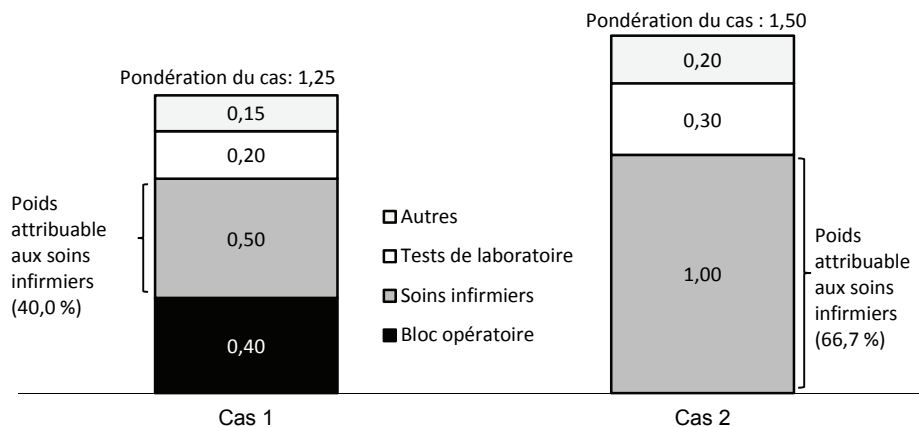 Pondération du cas : 1,50
Pondération du cas: 1,25
0,15
0,20
0,50
0,40
Poids
attribuable
aux soins
infirmiers
(40,0 %)
Autres
Tests de laboratoire
Soins infirmiers
Bloc opératoire
0,20
0,30
1,00
Poids
attribuable
aux soins
infirmiers
(66,7 %)
Cas 1
Cas 2